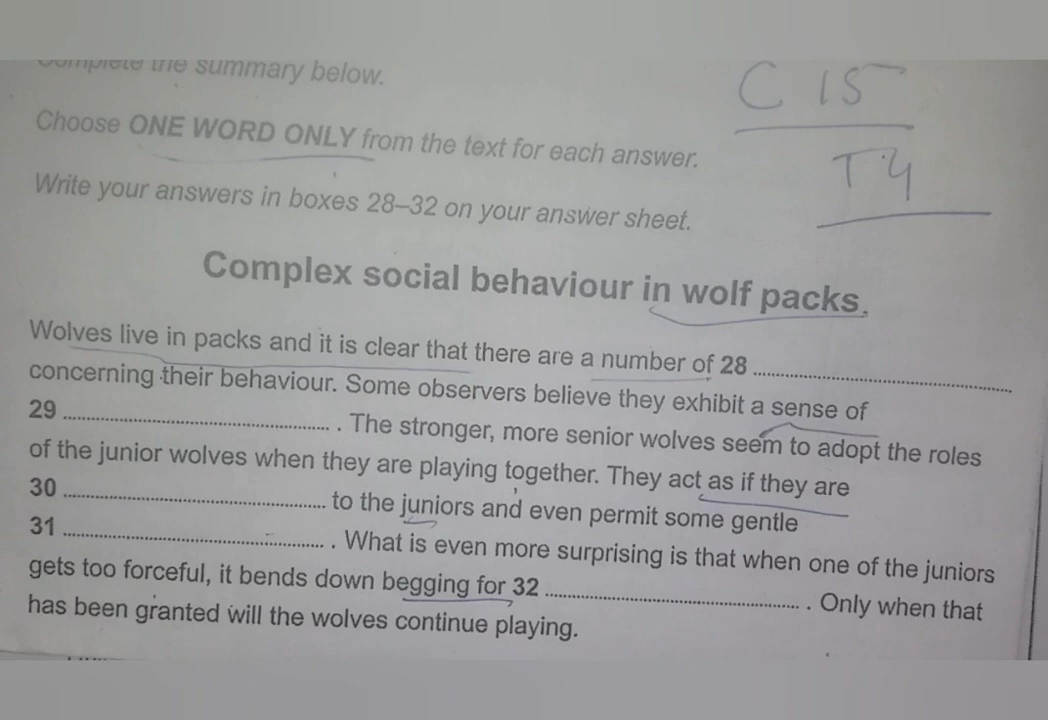 Complete the summary below.
C 15
Choose ONE WORD ONLY from the text for each answer.
T4
Write your answers in boxes 28–32 on your answer sheet.
Complex social behaviour in wolf packs.
Wolves live in packs and it is clear that there are a number of 28 ........................
concerning their behaviour. Some observers believe they exhibit a sense of
29 ........................ . The stronger, more senior wolves seem to adopt the roles
of the junior wolves when they are playing together. They act as if they are
30 ........................ to the juniors and even permit some gentle
31 ........................ . What is even more surprising is that when one of the juniors
gets too forceful, it bends down begging for 32 ........................ . Only when that
has been granted will the wolves continue playing.